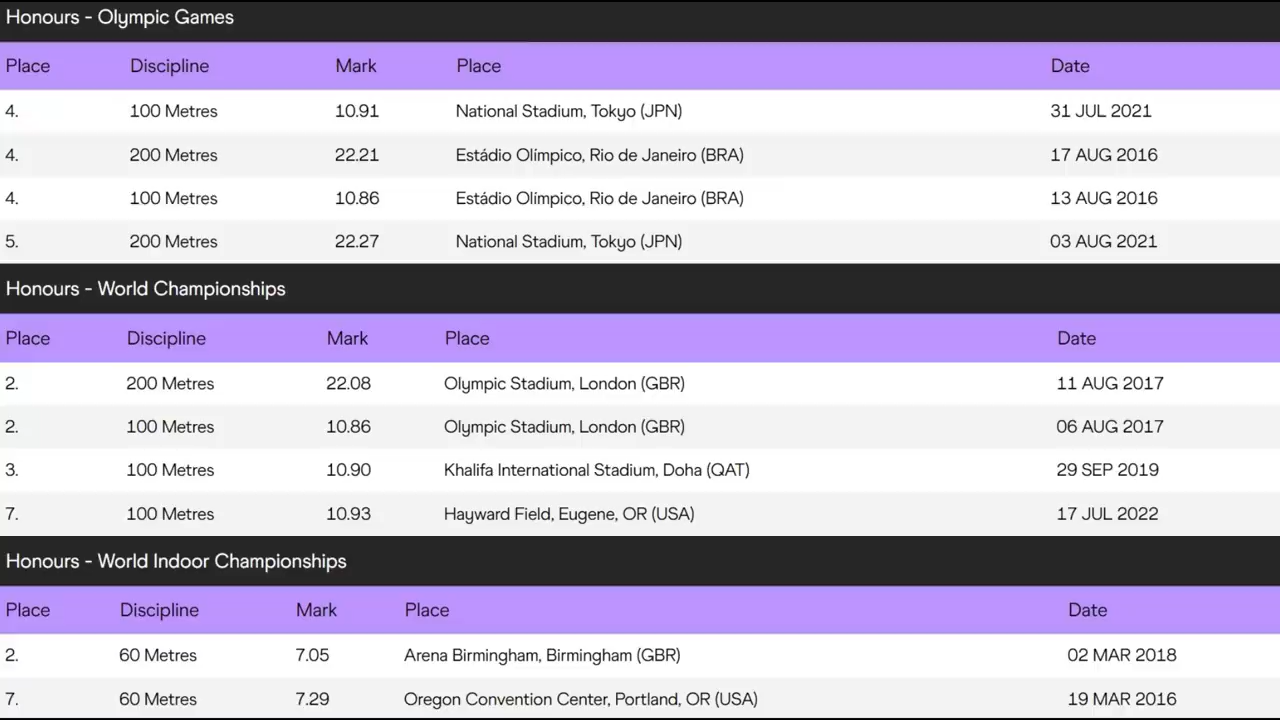 Honours - Olympic Games
Place Discipline Mark Place Date
4. 100 Metres 10.91 National Stadium, Tokyo (JPN) 31 JUL 2021
4. 200 Metres 22.21 Estádio Olímpico, Rio de Janeiro (BRA) 17 AUG 2016
4. 100 Metres 10.86 Estádio Olímpico, Rio de Janeiro (BRA) 13 AUG 2016
5. 200 Metres 22.27 National Stadium, Tokyo (JPN) 03 AUG 2021
Honours - World Championships
Place Discipline Mark Place Date
2. 200 Metres 22.08 Olympic Stadium, London (GBR) 11 AUG 2017
2. 100 Metres 10.86 Olympic Stadium, London (GBR) 06 AUG 2017
3. 100 Metres 10.90 Khalifa International Stadium, Doha (QAT) 29 SEP 2019
7. 100 Metres 10.93 Hayward Field, Eugene, OR (USA) 17 JUL 2022
Honours - World Indoor Championships
Place Discipline Mark Place Date
2. 60 Metres 7.05 Arena Birmingham, Birmingham (GBR) 02 MAR 2018
7. 60 Metres 7.29 Oregon Convention Center, Portland, OR (USA) 19 MAR 2016